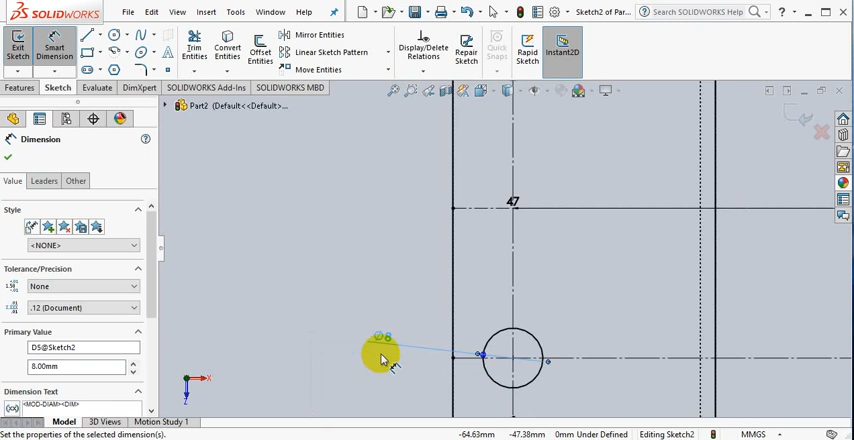 SOLIDWORKS File Edit View Insert Tools Window Help Sketch2 of Par... Search SOLIDWORKS Help
Exit Sketch
Smart Dimension
Trim Entities
Convert Entities
Offset Entities
Mirror Entities
Linear Sketch Pattern
Move Entities
Display/Delete Relations
Repair Sketch
Quick Snaps
Rapid Sketch
Instant2D
Features Sketch Evaluate DimXpert SOLIDWORKS Add-Ins SOLIDWORKS MBD
Part2 (Default<<Default>...
Dimension
Value Leaders Other
Style
<NONE>
Tolerance/Precision
None
.12 (Document)
Primary Value
D5@Sketch2
8.00mm
Dimension Text
<MOD-DIAM><DIM>
47
∅8
X
Z
Model 3D Views Motion Study 1
Set the properties of the selected dimension(s). -64.63mm -47.38mm 0mm Under Defined Editing Sketch2 MMGS